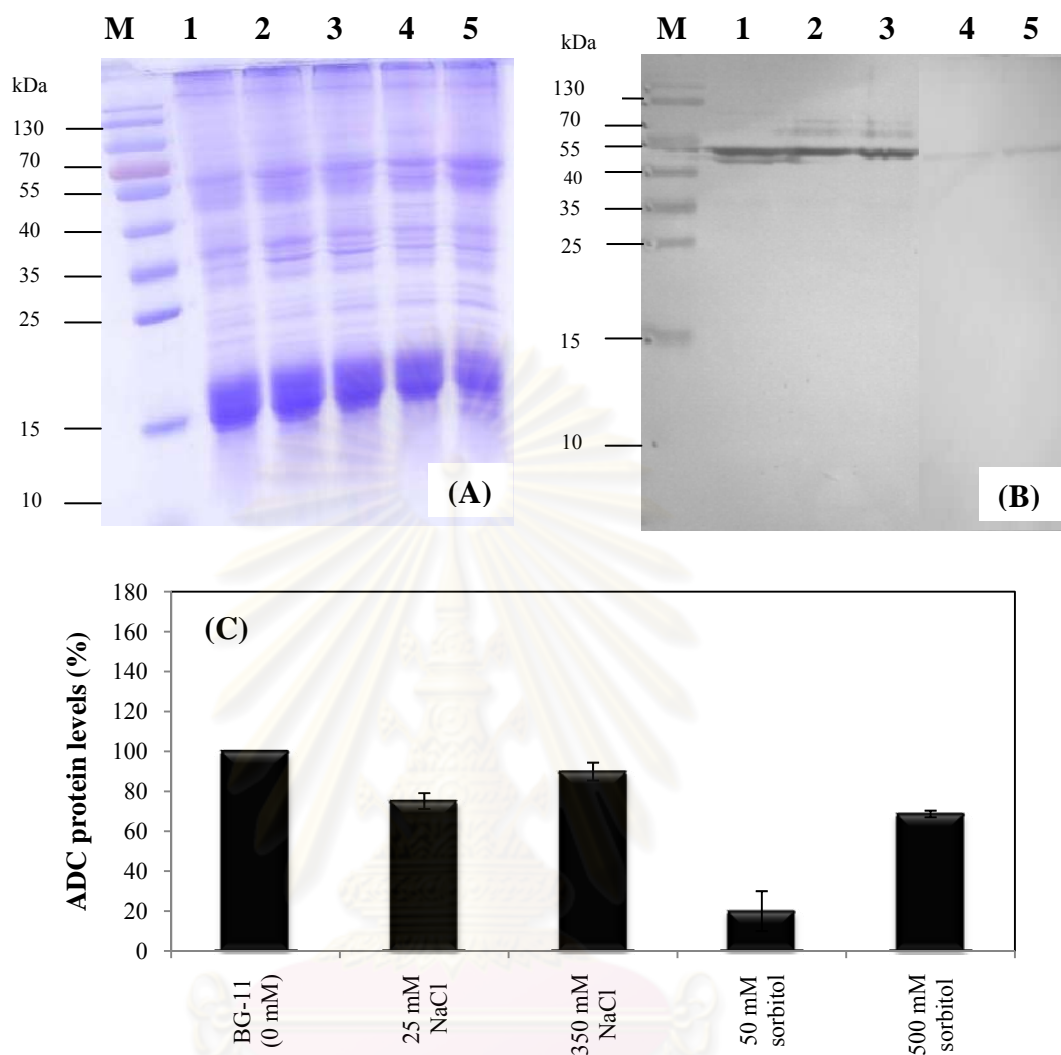 M 1 2 3 4 5
kDa
130
70
55
40
35
25
15
10
(A)
M 1 2 3 4 5
kDa
130
70
55
40
35
25
15
10
(B)
(C)
ADC protein levels (%)
180
160
140
120
100
80
60
40
20
0
BG-11
(0 mM)
25 mM
NaCl
350 mM
NaCl
50 mM
sorbitol
500 mM
sorbitol